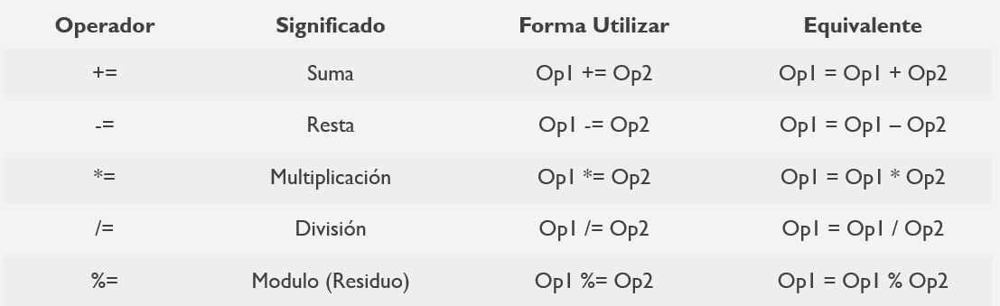 Operador Significado Forma Utilizar Equivalente
+= Suma Op1 += Op2 Op1 = Op1 + Op2
-= Resta Op1 -= Op2 Op1 = Op1 – Op2
*= Multiplicación Op1 *= Op2 Op1 = Op1 * Op2
/= División Op1 /= Op2 Op1 = Op1 / Op2
%= Modulo (Residuo) Op1 %= Op2 Op1 = Op1 % Op2